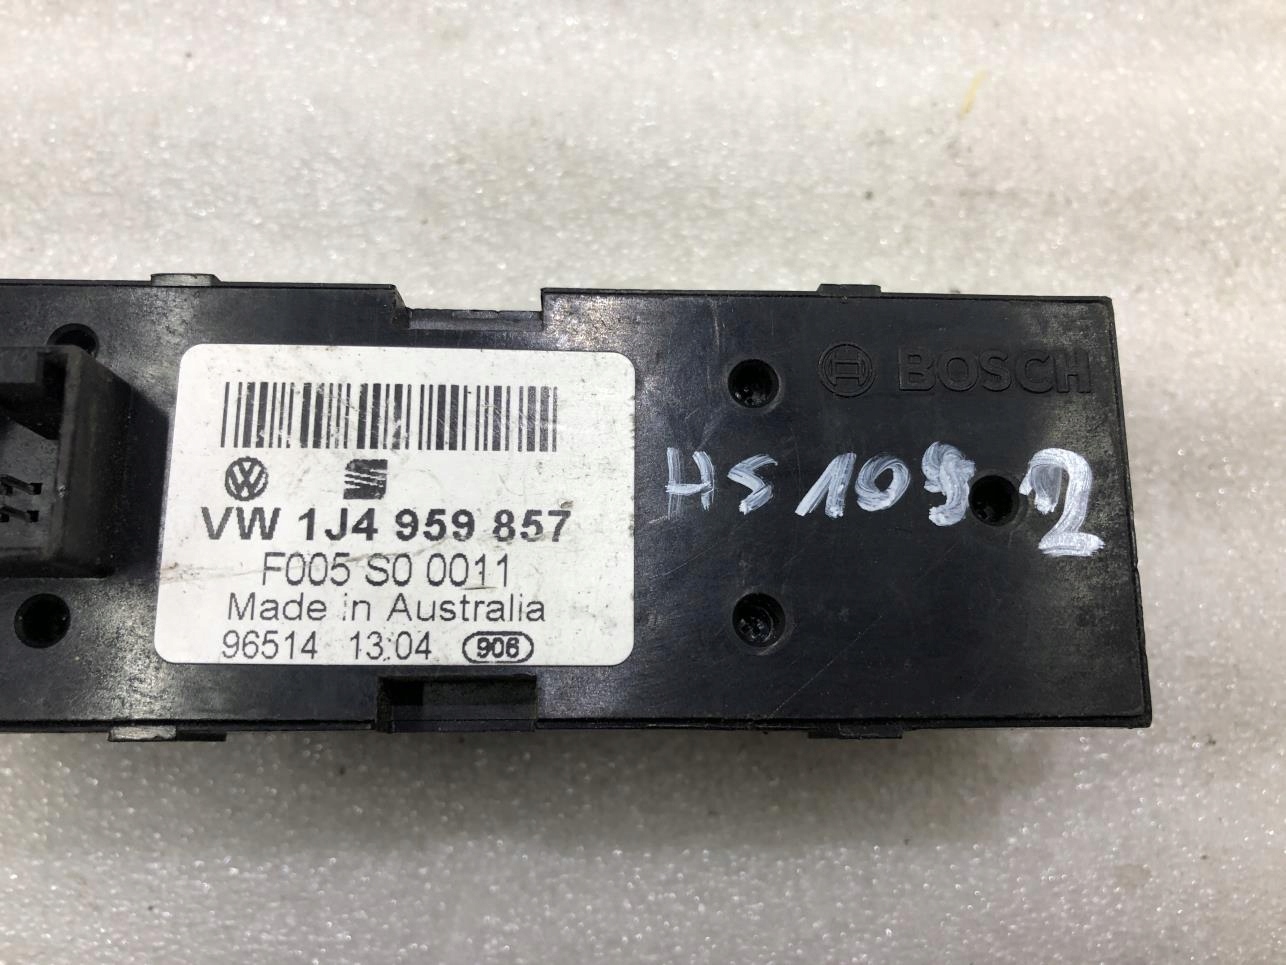 BOSCH
HS1092
VW 1J4 959 857
F005 S0 0011
Made in Australia
96514 13:04 906